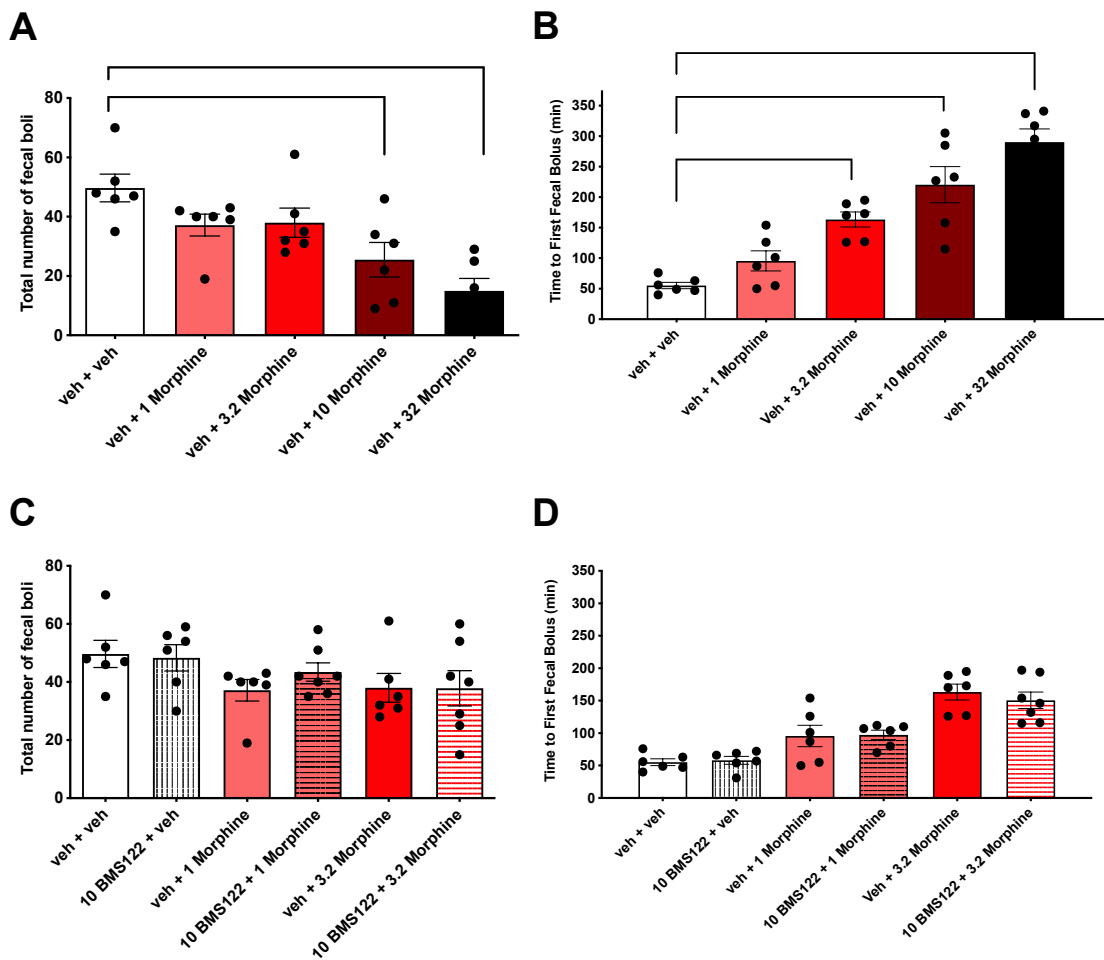 A
Total number of fecal boli
80
60
40
20
0
veh + veh
veh + 1 Morphine
veh + 3.2 Morphine
veh + 10 Morphine
veh + 32 Morphine
B
Time to First Fecal Bolus (min)
350
300
250
200
150
100
50
0
veh + veh
veh + 1 Morphine
Veh + 3.2 Morphine
veh + 10 Morphine
veh + 32 Morphine
C
Total number of fecal boli
80
60
40
20
0
veh + veh
10 BMS122 + veh
veh + 1 Morphine
10 BMS122 + 1 Morphine
veh + 3.2 Morphine
10 BMS122 + 3.2 Morphine
D
Time to First Fecal Bolus (min)
350
300
250
200
150
100
50
0
veh + veh
10 BMS122 + veh
veh + 1 Morphine
10 BMS122 + 1 Morphine
Veh + 3.2 Morphine
10 BMS122 + 3.2 Morphine